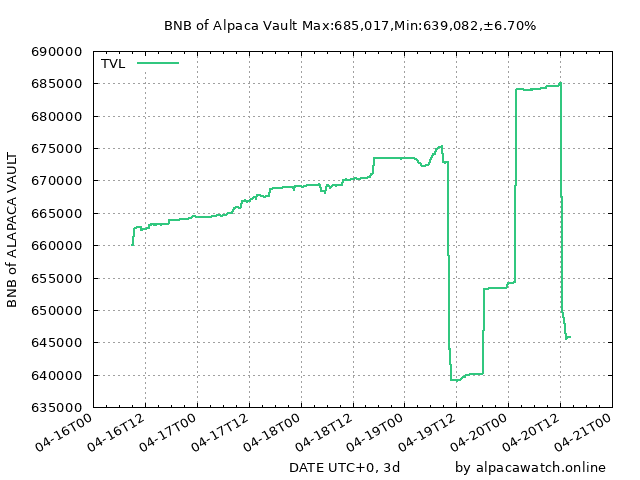 BNB of Alpaca Vault Max:685,017,Min:639,082,±6.70%
690000
TVL
685000
680000
675000
670000
665000
660000
655000
650000
645000
640000
635000
BNB of ALAPACA VAULT
04-16T00
04-16T12
04-17T00
04-17T12
04-18T00
04-18T12
04-19T00
04-19T12
04-20T00
04-20T12
04-21T00
DATE UTC+0, 3d
by alpacawatch.online